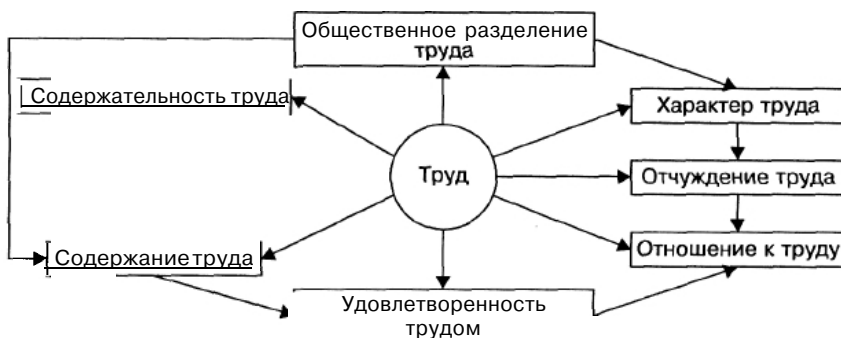 Общественное разделение
труда
Содержательность труда
Характер труда
Труд
Отчуждение труда
Содержание труда
Отношение к труду
Удовлетворенность
трудом